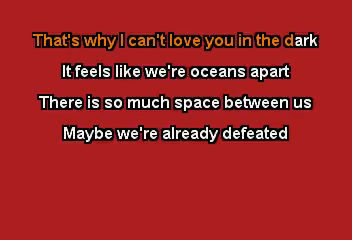 That's why I can't love you in the dark
It feels like we're oceans apart
There is so much space between us
Maybe we're already defeated